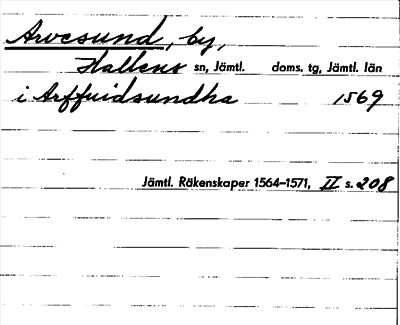 Arvesund, by,
Hallens sn, Jämtl. doms. tg, Jämtl. län
i Arffuidsundha 1569
Jämtl. Räkenskaper 1564–1571, II s. 208